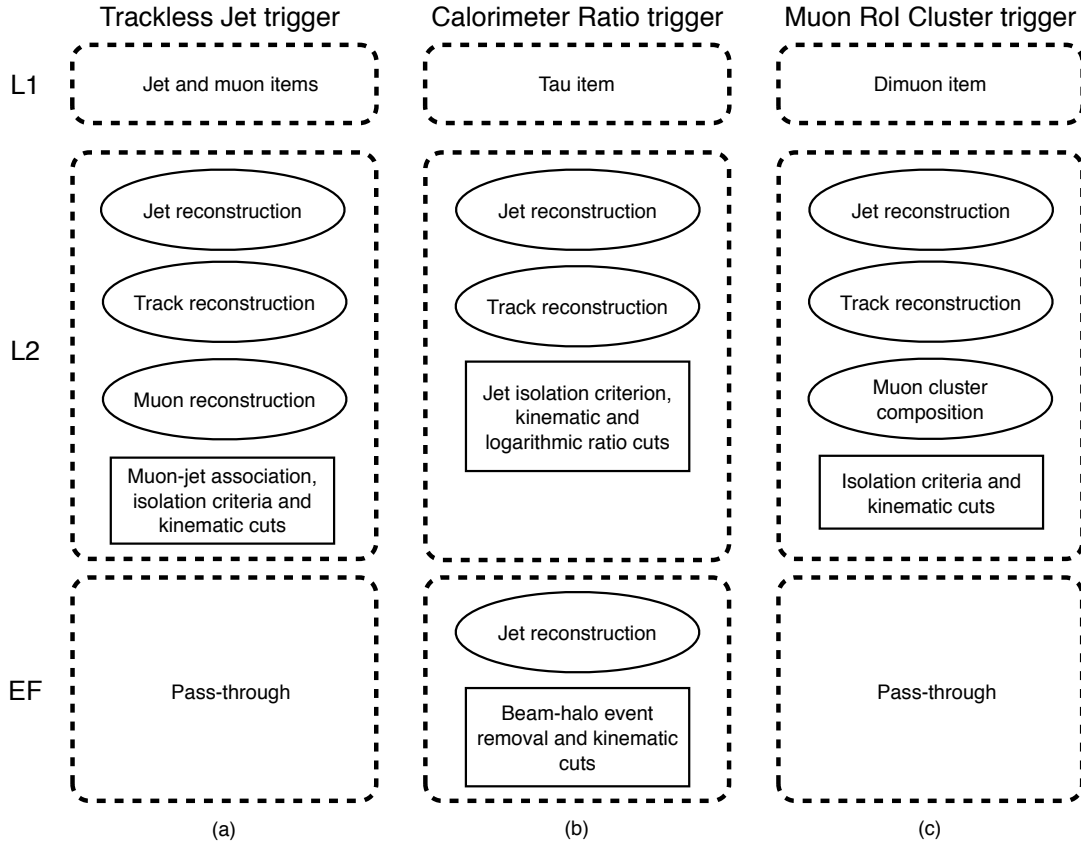 Trackless Jet trigger
Calorimeter Ratio trigger
Muon RoI Cluster trigger
L1
Jet and muon items
Tau item
Dimuon item
L2
Jet reconstruction
Track reconstruction
Muon reconstruction
Muon-jet association,
isolation criteria and
kinematic cuts
Jet reconstruction
Track reconstruction
Jet isolation criterion,
kinematic and
logarithmic ratio cuts
Jet reconstruction
Track reconstruction
Muon cluster
composition
Isolation criteria and
kinematic cuts
EF
Pass-through
Jet reconstruction
Beam-halo event
removal and kinematic
cuts
Pass-through
(a)
(b)
(c)